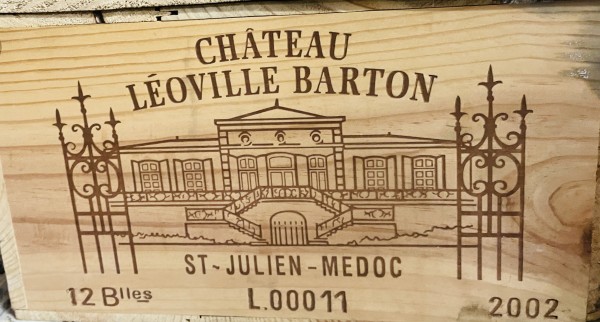 CHÂTEAU
LÉOVILLE BARTON
ST-JULIEN-MEDOC
12 Blles L.00011 2002